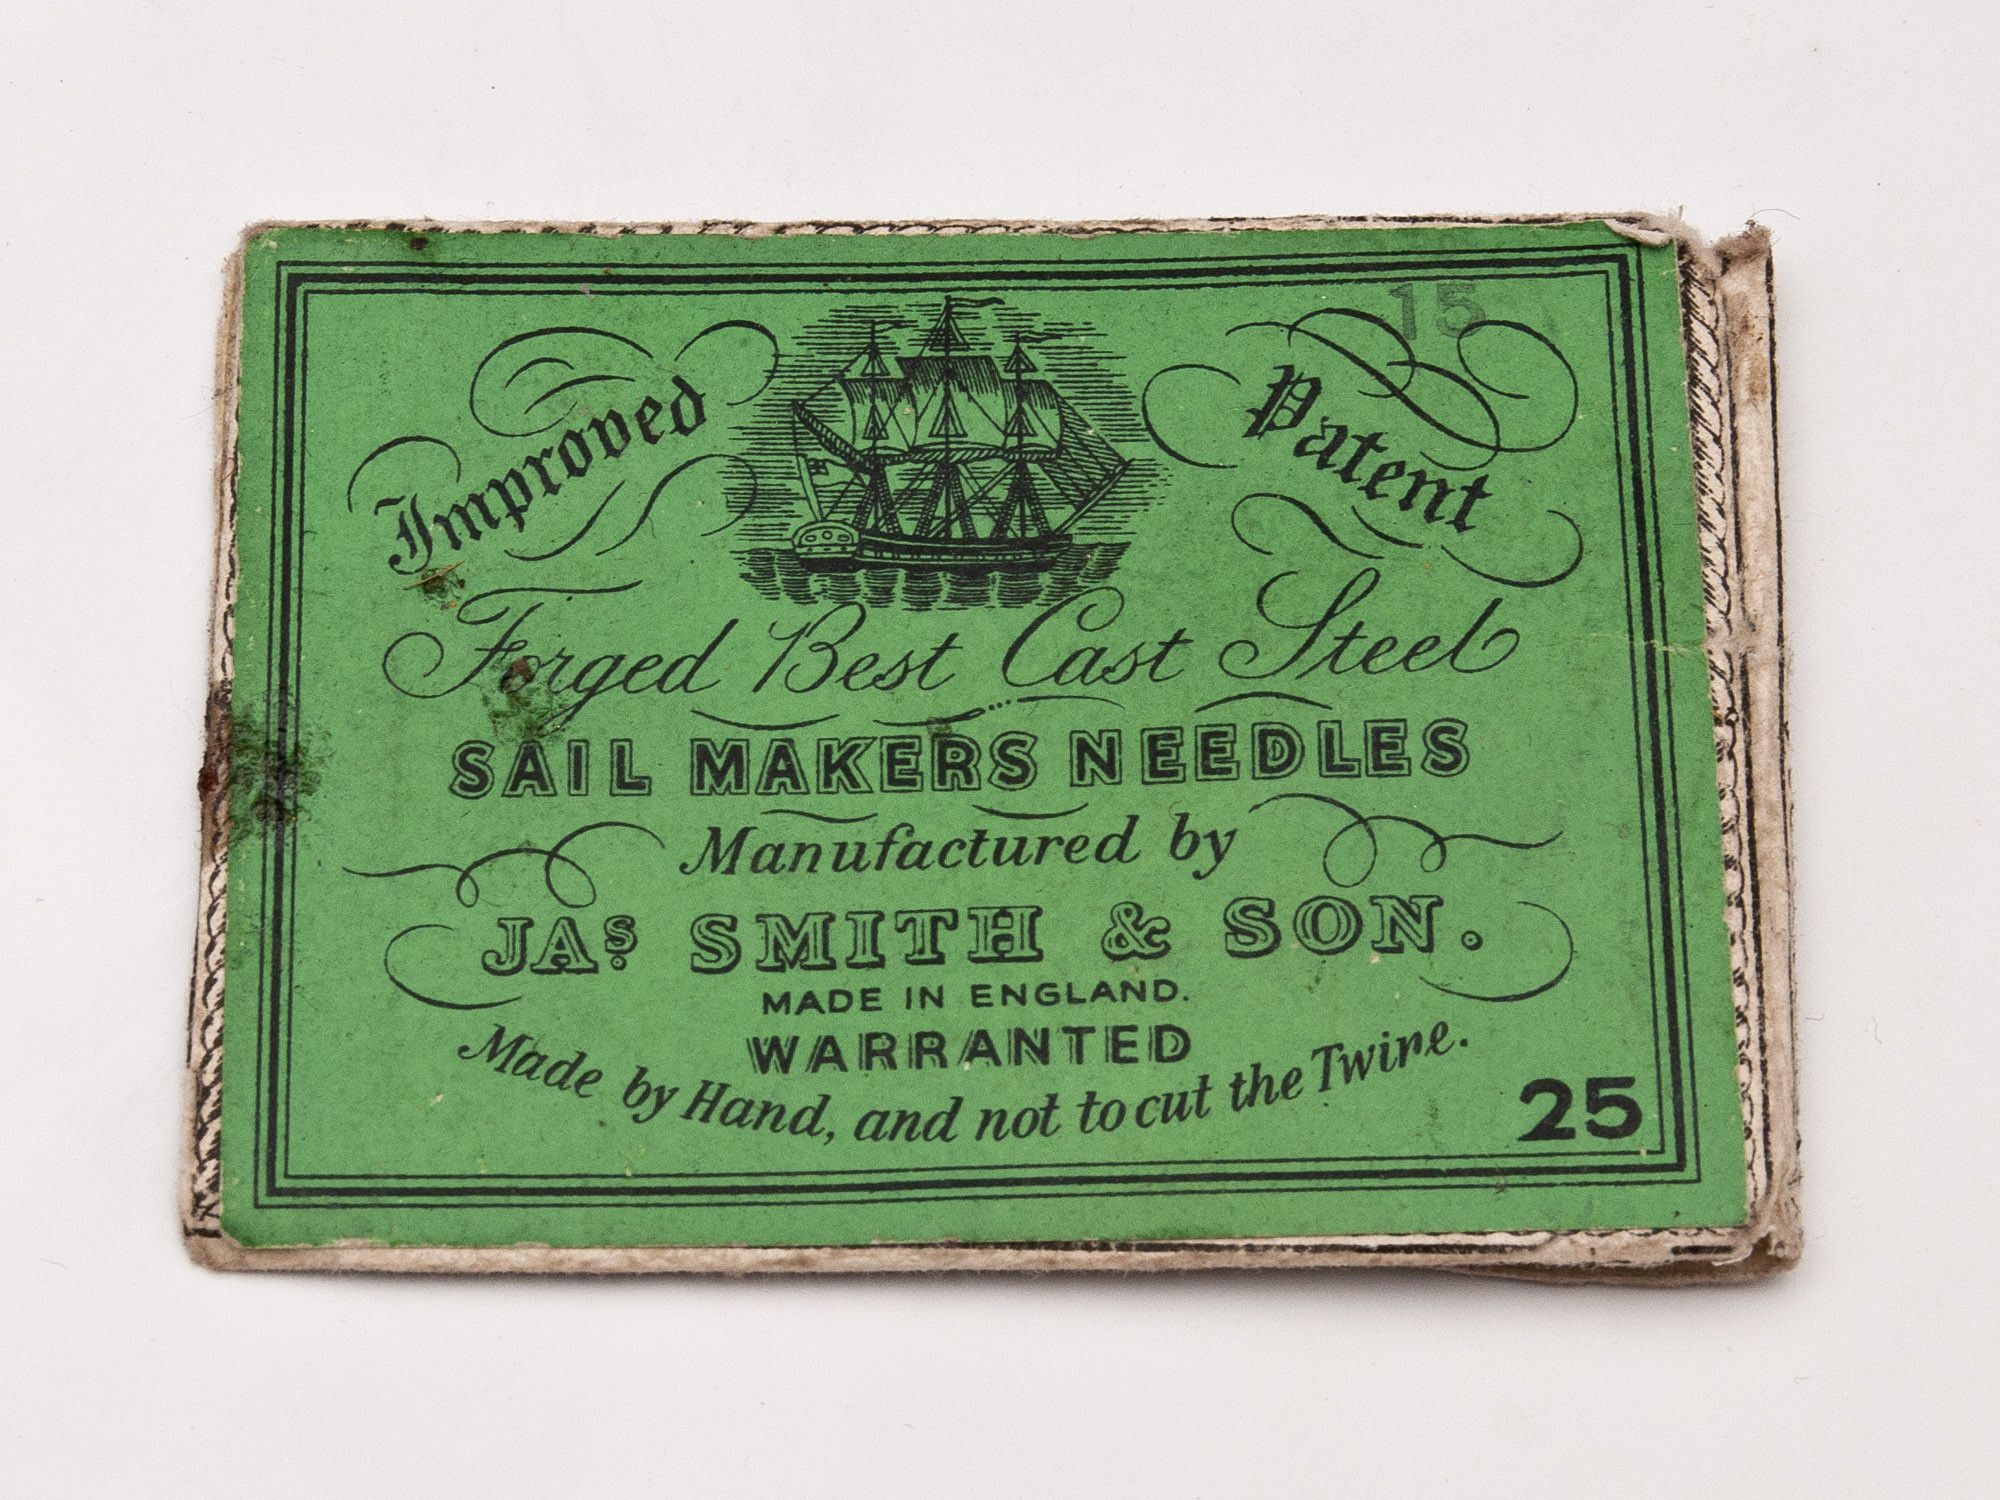 15
Improved Patent
Forged Best Cast Steel
SAIL MAKERS NEEDLES
Manufactured by
JAS SMITH & SON.
MADE IN ENGLAND.
WARRANTED
Made by Hand, and not to cut the Twine.
25